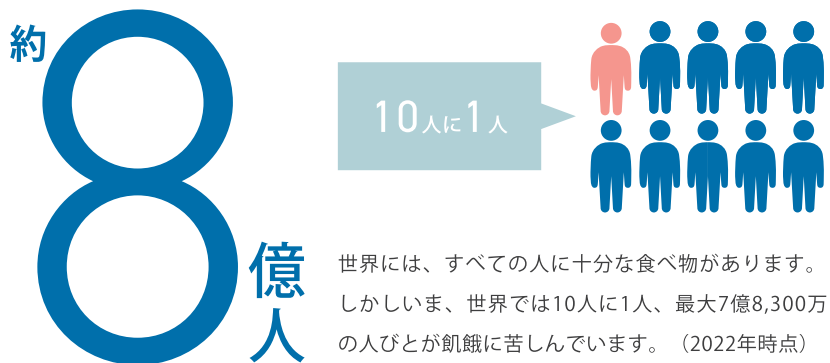 約
8
億
人
10人に1人
世界には、すべての人に十分な食べ物があります。
しかしいま、世界では10人に1人、最大7億8,300万
の人びとが飢餓に苦しんでいます。（2022年時点）